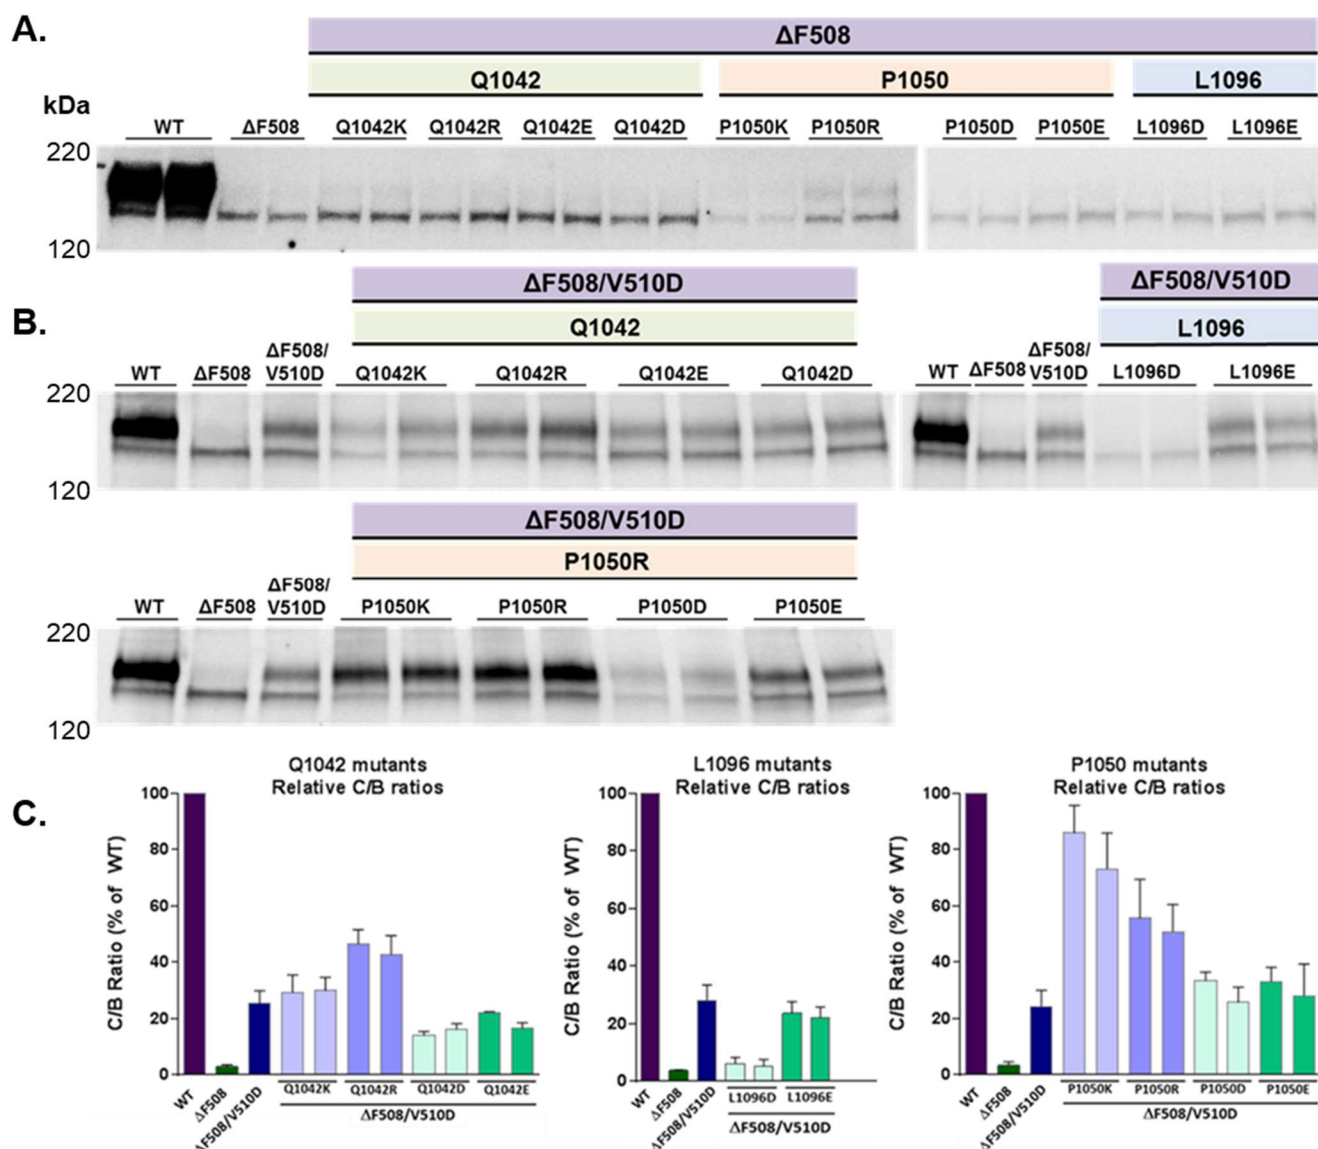 A.
ΔF508
Q1042 P1050 L1096
kDa
WT ΔF508 Q1042K Q1042R Q1042E Q1042D P1050K P1050R P1050D P1050E L1096D L1096E
220
120
B.
ΔF508/V510D ΔF508/V510D
Q1042 L1096
WT ΔF508 ΔF508/ V510D Q1042K Q1042R Q1042E Q1042D WT ΔF508 ΔF508/ V510D L1096D L1096E
220
120
ΔF508/V510D
P1050R
WT ΔF508 ΔF508/ V510D P1050K P1050R P1050D P1050E
220
120
C.
Q1042 mutants
Relative C/B ratios
C/B Ratio (% of WT)
100
80
60
40
20
0
WT ΔF508 ΔF508/V510D Q1042K Q1042R Q1042D Q1042E
ΔF508/V510D
L1096 mutants
Relative C/B ratios
C/B Ratio (% of WT)
100
80
60
40
20
0
WT ΔF508 ΔF508/V510D L1096D L1096E
ΔF508/V510D
P1050 mutants
Relative C/B ratios
C/B Ratio (% of WT)
100
80
60
40
20
0
WT ΔF508 ΔF508/V510D P1050K P1050R P1050D P1050E
ΔF508/V510D